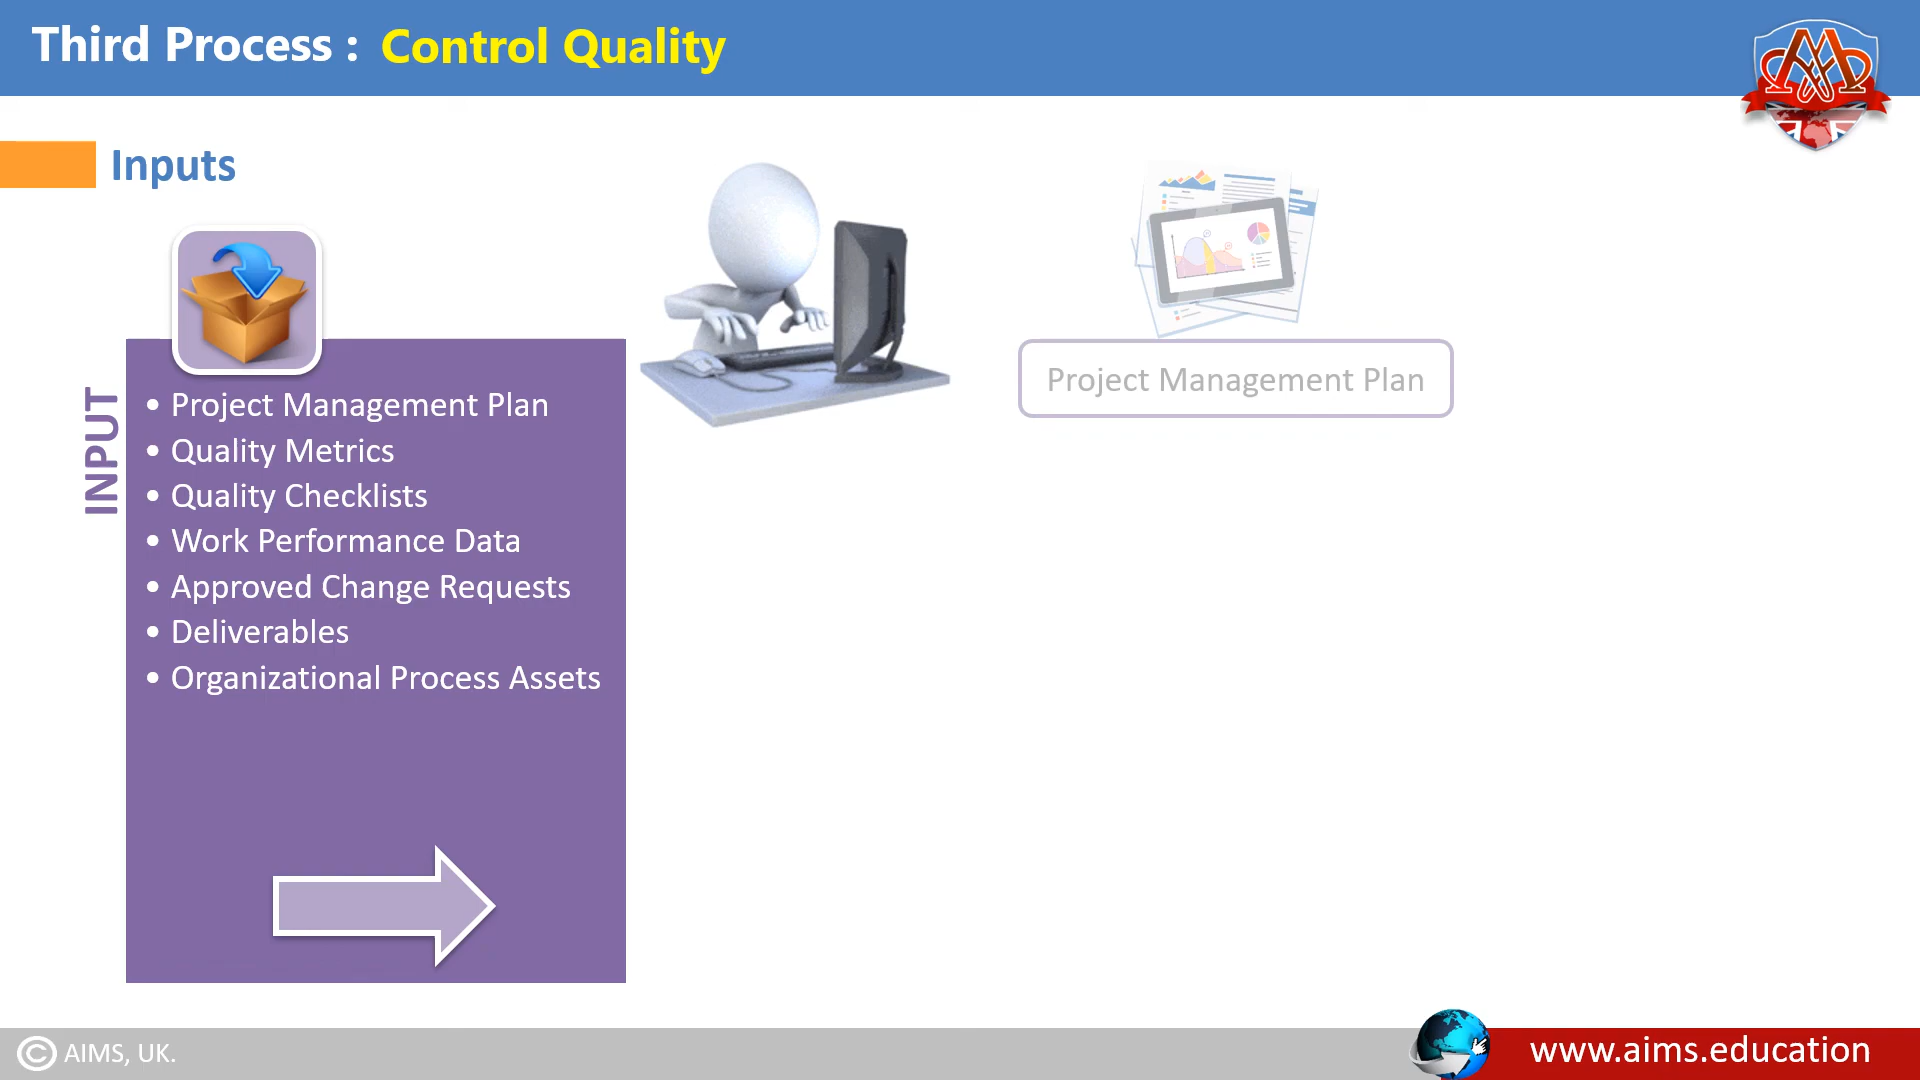 Third Process : Control Quality
Inputs
INPUT
• Project Management Plan
• Quality Metrics
• Quality Checklists
• Work Performance Data
• Approved Change Requests
• Deliverables
• Organizational Process Assets
Project Management Plan
© AIMS, UK.
www.aims.education